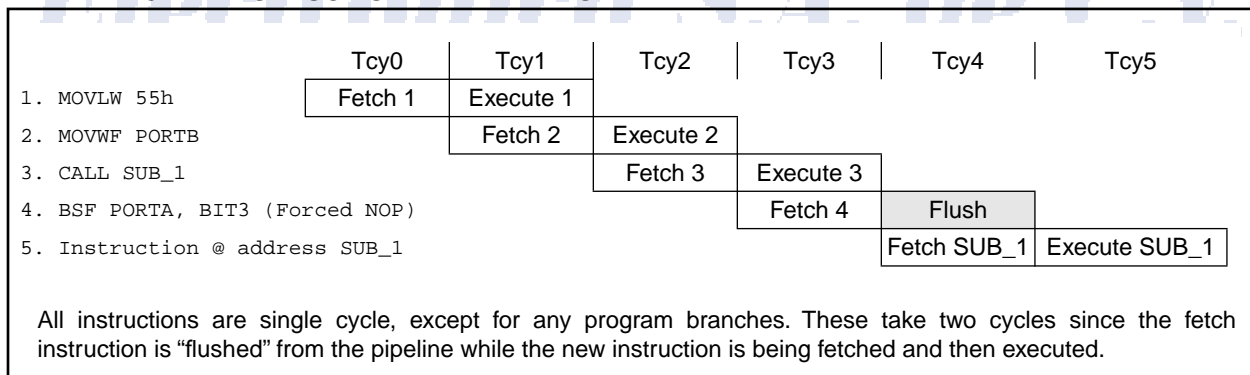 Tcy0 Tcy1 Tcy2 Tcy3 Tcy4 Tcy5
1. MOVLW 55h Fetch 1 Execute 1
2. MOVWF PORTB Fetch 2 Execute 2
3. CALL SUB_1 Fetch 3 Execute 3
4. BSF PORTA, BIT3 (Forced NOP) Fetch 4 Flush
5. Instruction @ address SUB_1 Fetch SUB_1 Execute SUB_1
All instructions are single cycle, except for any program branches. These take two cycles since the fetch
instruction is “flushed” from the pipeline while the new instruction is being fetched and then executed.